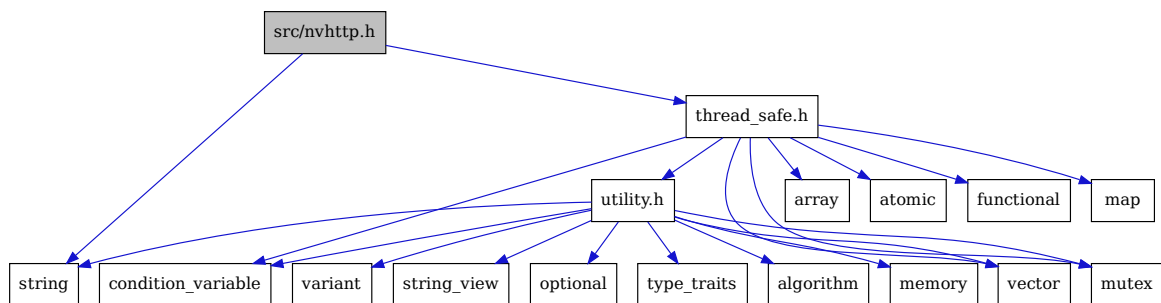 src/nvhttp.h
thread_safe.h
utility.h
array
atomic
functional
map
string
condition_variable
variant
string_view
optional
type_traits
algorithm
memory
vector
mutex